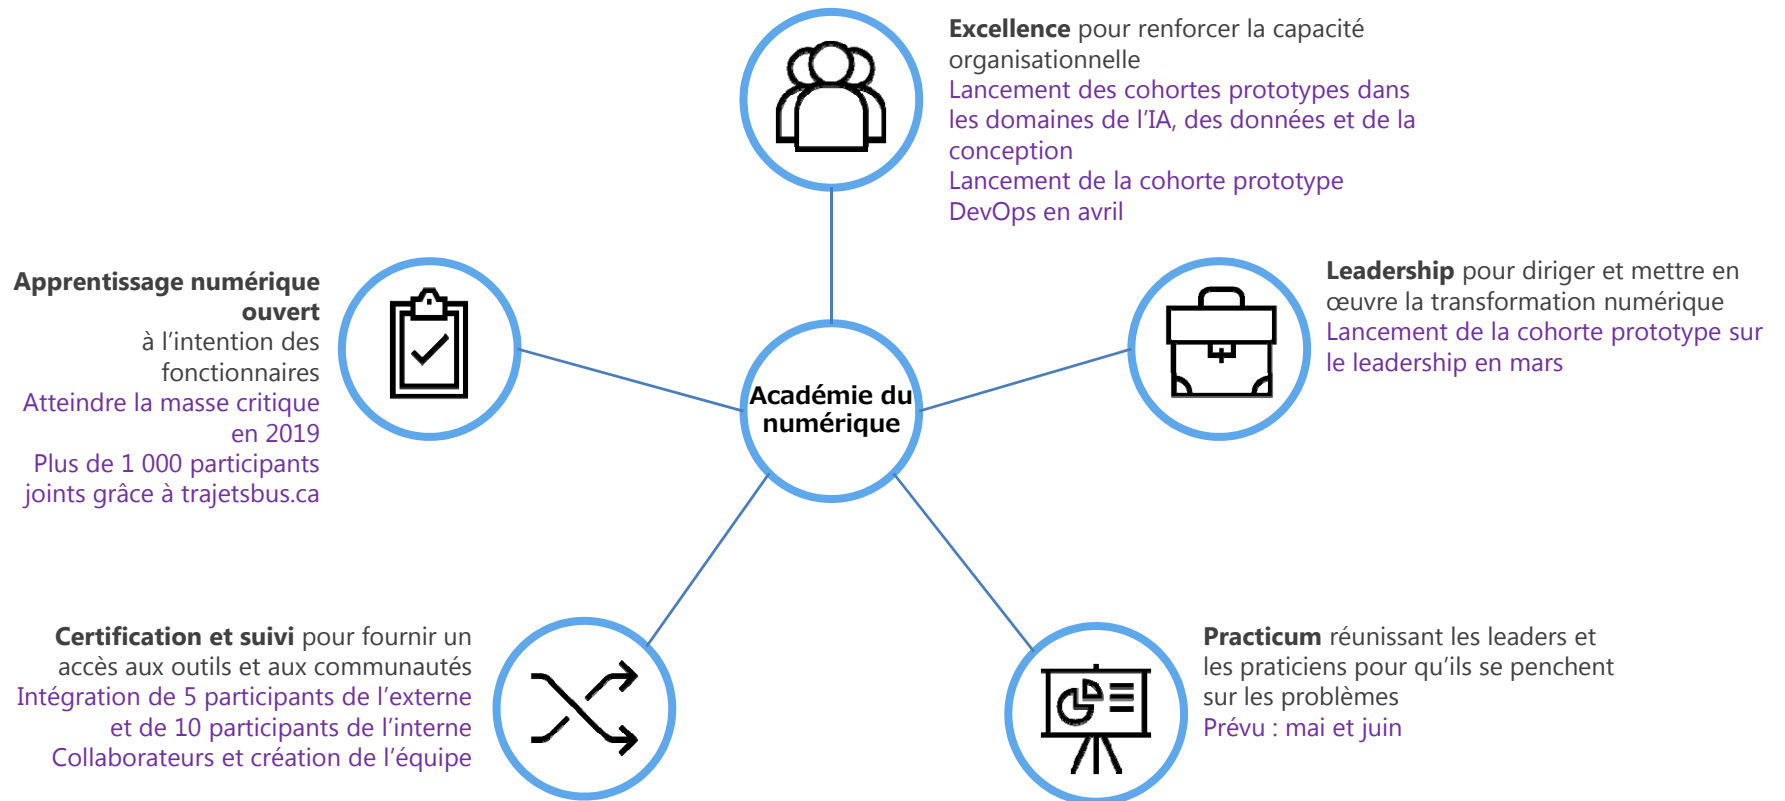 Excellence pour renforcer la capacité
organisationnelle
Lancement des cohortes prototypes dans
les domaines de l’IA, des données et de la
conception
Lancement de la cohorte prototype
DevOps en avril
Apprentissage numérique
ouvert
à l’intention des
fonctionnaires
Atteindre la masse critique
en 2019
Plus de 1 000 participants
joints grâce à trajetsbus.ca
Leadership pour diriger et mettre en
œuvre la transformation numérique
Lancement de la cohorte prototype sur
le leadership en mars
Académie du
numérique
Certification et suivi pour fournir un
accès aux outils et aux communautés
Intégration de 5 participants de l’externe
et de 10 participants de l’interne
Collaborateurs et création de l’équipe
Practicum réunissant les leaders et
les praticiens pour qu’ils se penchent
sur les problèmes
Prévu : mai et juin